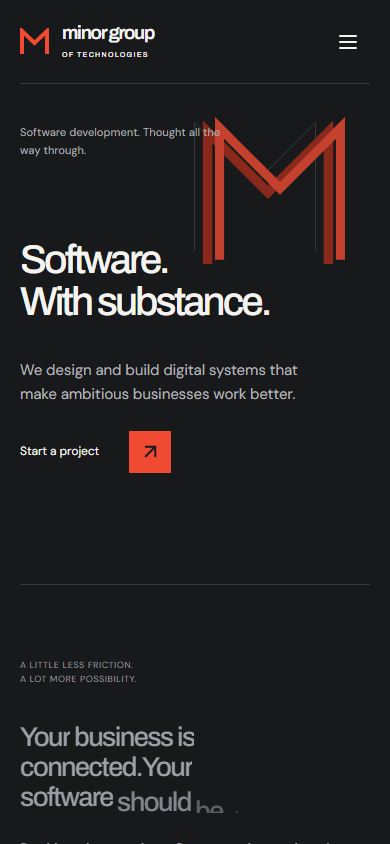 minorgroup
OF TECHNOLOGIES
Software development. Thought all the
way through.
Software.
With substance.
We design and build digital systems that
make ambitious businesses work better.
Start a project
A LITTLE LESS FRICTION.
A LOT MORE POSSIBILITY.
Your business is
connected.Your
software should be